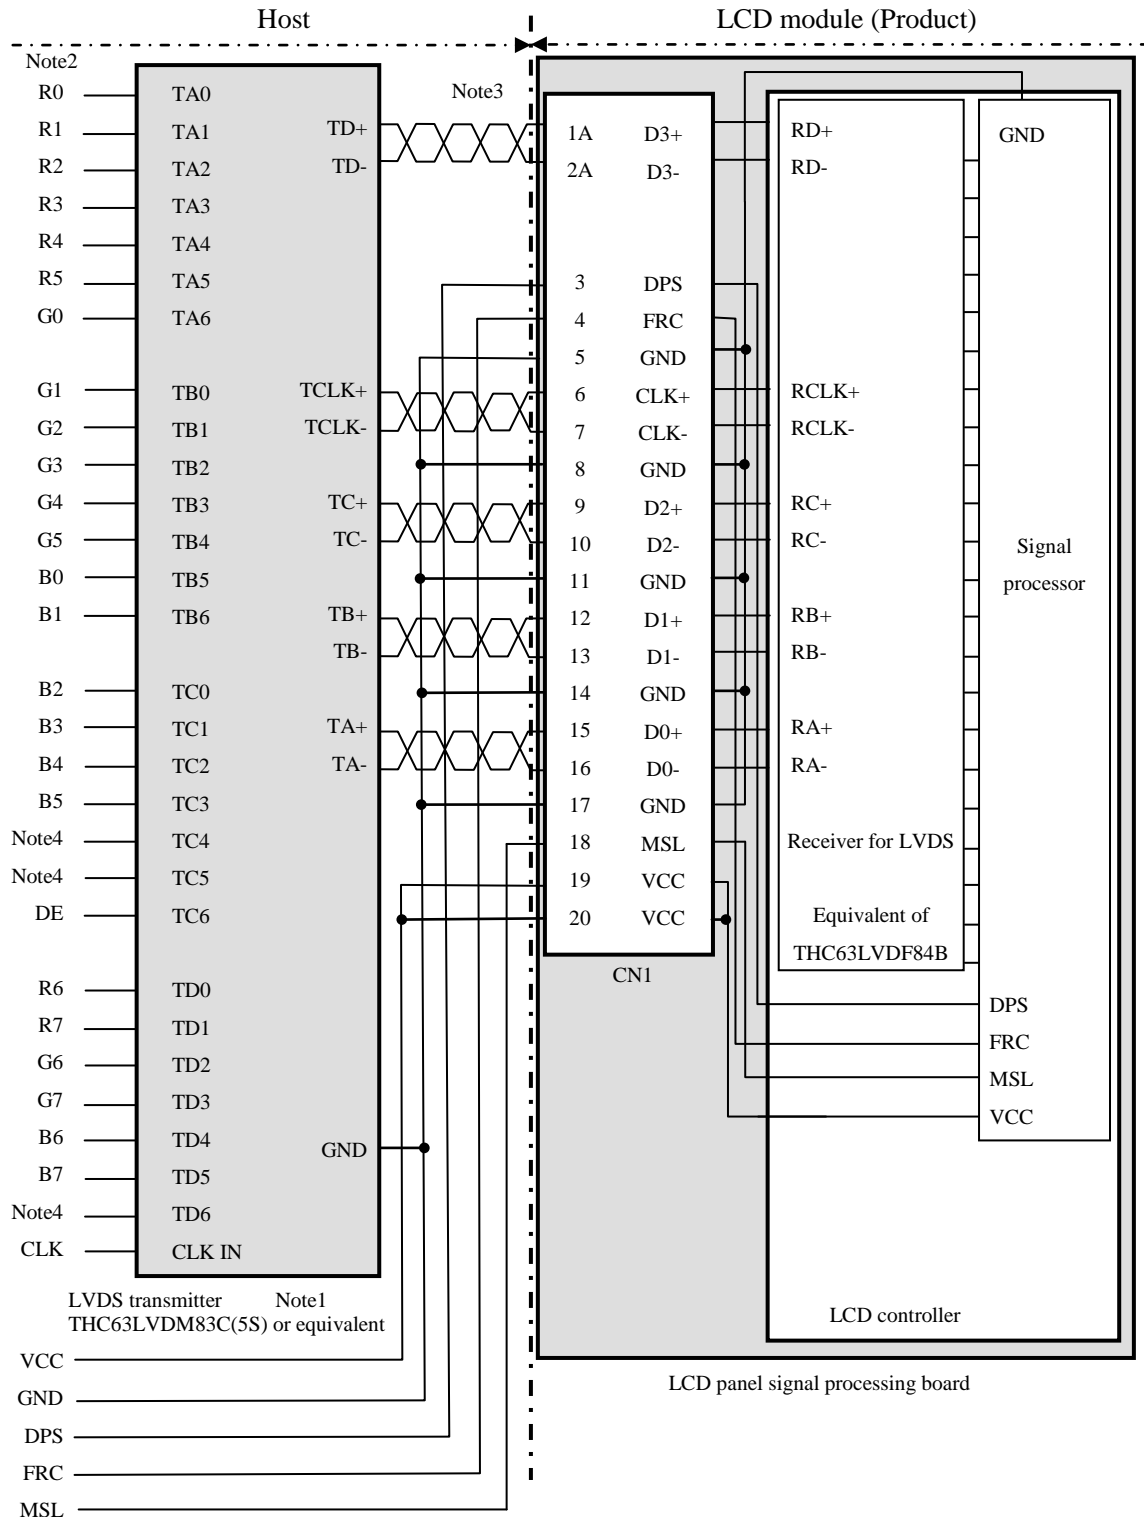 Host
LCD module (Product)
Note2
R0
R1
R2
R3
R4
R5
G0
G1
G2
G3
G4
G5
B0
B1
B2
B3
B4
B5
Note4
Note4
DE
R6
R7
G6
G7
B6
B7
Note4
CLK
TA0
TA1
TA2
TA3
TA4
TA5
TA6
TB0
TB1
TB2
TB3
TB4
TB5
TB6
TC0
TC1
TC2
TC3
TC4
TC5
TC6
TD0
TD1
TD2
TD3
TD4
TD5
TD6
CLK IN
TD+
TD-
TCLK+
TCLK-
TC+
TC-
TB+
TB-
TA+
TA-
GND
LVDS transmitter Note1
THC63LVDM83C(5S) or equivalent
VCC
GND
DPS
FRC
MSL
Note3
1A D3+
2A D3-
3 DPS
4 FRC
5 GND
6 CLK+
7 CLK-
8 GND
9 D2+
10 D2-
11 GND
12 D1+
13 D1-
14 GND
15 D0+
16 D0-
17 GND
18 MSL
19 VCC
20 VCC
CN1
RD+
RD-
RCLK+
RCLK-
RC+
RC-
RB+
RB-
RA+
RA-
Receiver for LVDS
Equivalent of
THC63LVDF84B
GND
Signal
processor
DPS
FRC
MSL
VCC
LCD controller
LCD panel signal processing board